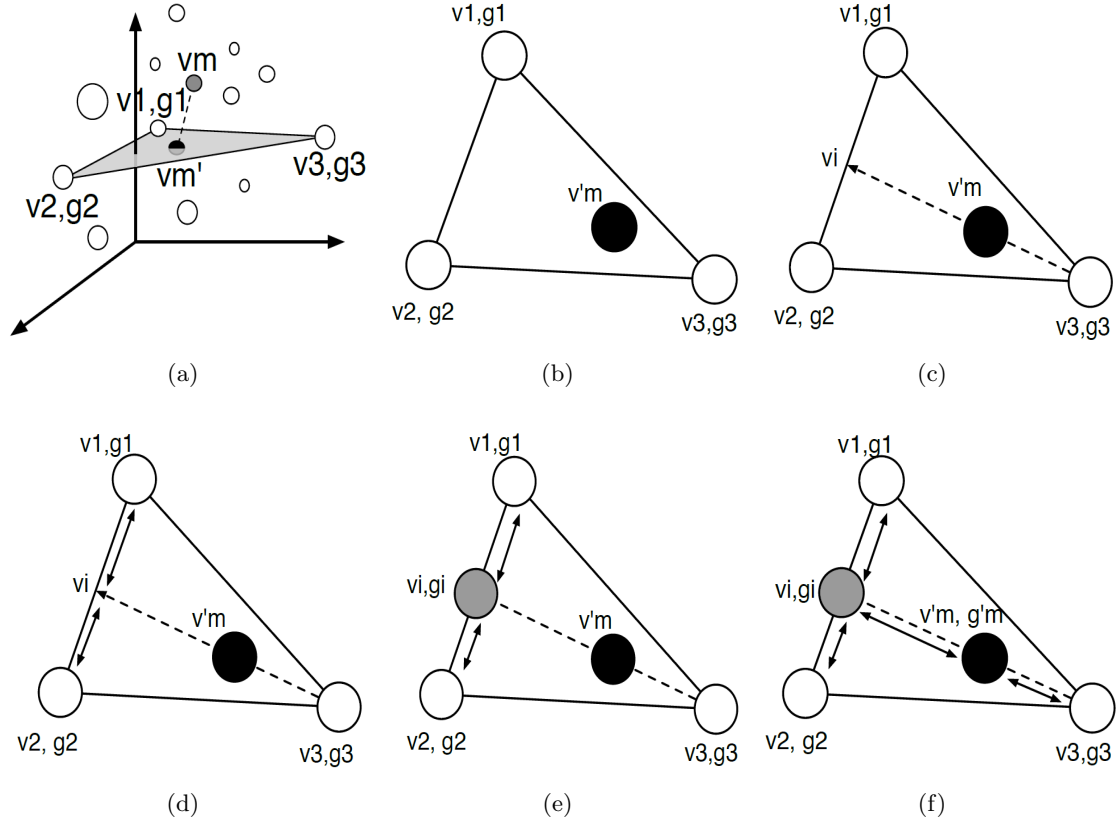 vm
v1,g1
vm'
v3,g3
v2,g2
(a)
v1,g1
v'm
v2, g2
v3,g3
(b)
v1,g1
vi
v'm
v2, g2
v3,g3
(c)
v1,g1
vi
v'm
v2, g2
v3,g3
(d)
v1,g1
vi,gi
v'm
v2, g2
v3,g3
(e)
v1,g1
vi,gi
v'm, g'm
v2, g2
v3,g3
(f)